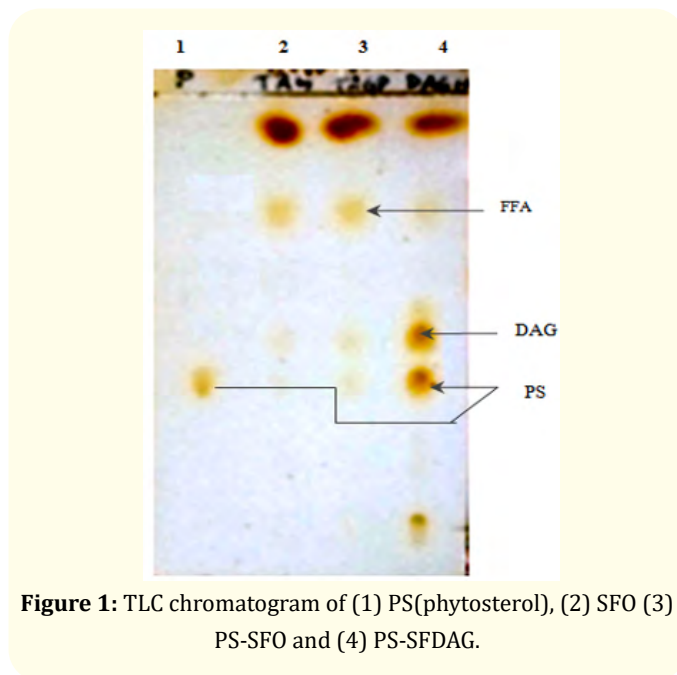 1 2 3 4
P TAG DAG
FFA
DAG
PS
Figure 1: TLC chromatogram of (1) PS(phytosterol), (2) SFO (3)
PS-SFO and (4) PS-SFDAG.